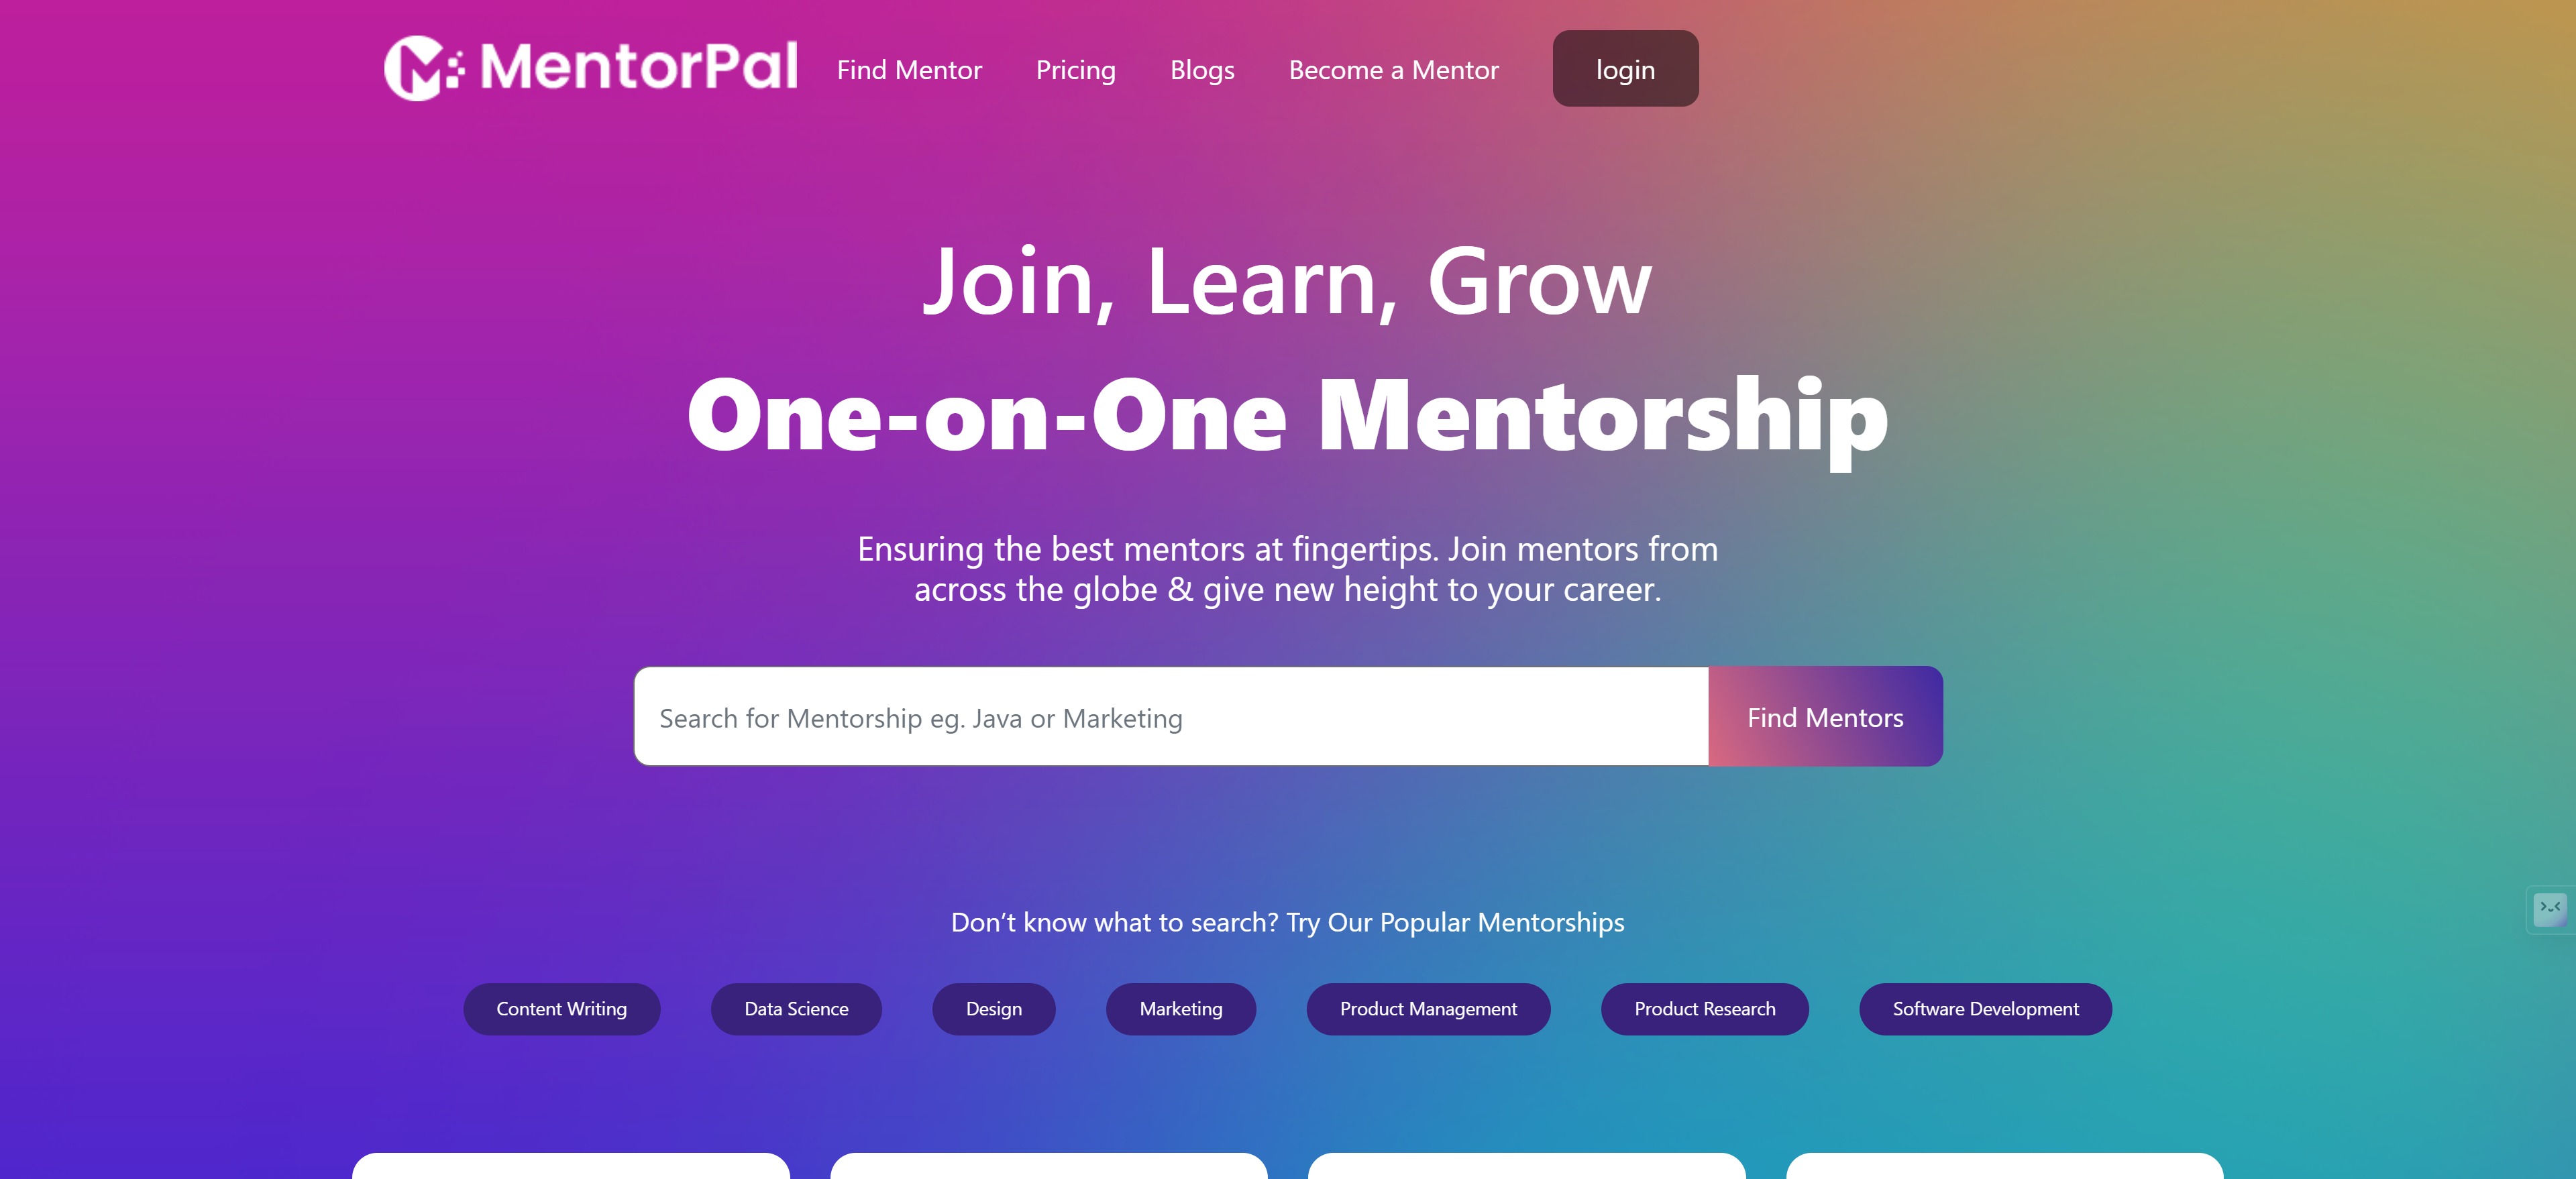 MentorPal
Find Mentor
Pricing
Blogs
Become a Mentor
login
Join, Learn, Grow
One-on-One Mentorship
Ensuring the best mentors at fingertips. Join mentors from
across the globe & give new height to your career.
Search for Mentorship eg. Java or Marketing
Find Mentors
Don’t know what to search? Try Our Popular Mentorships
Content Writing
Data Science
Design
Marketing
Product Management
Product Research
Software Development